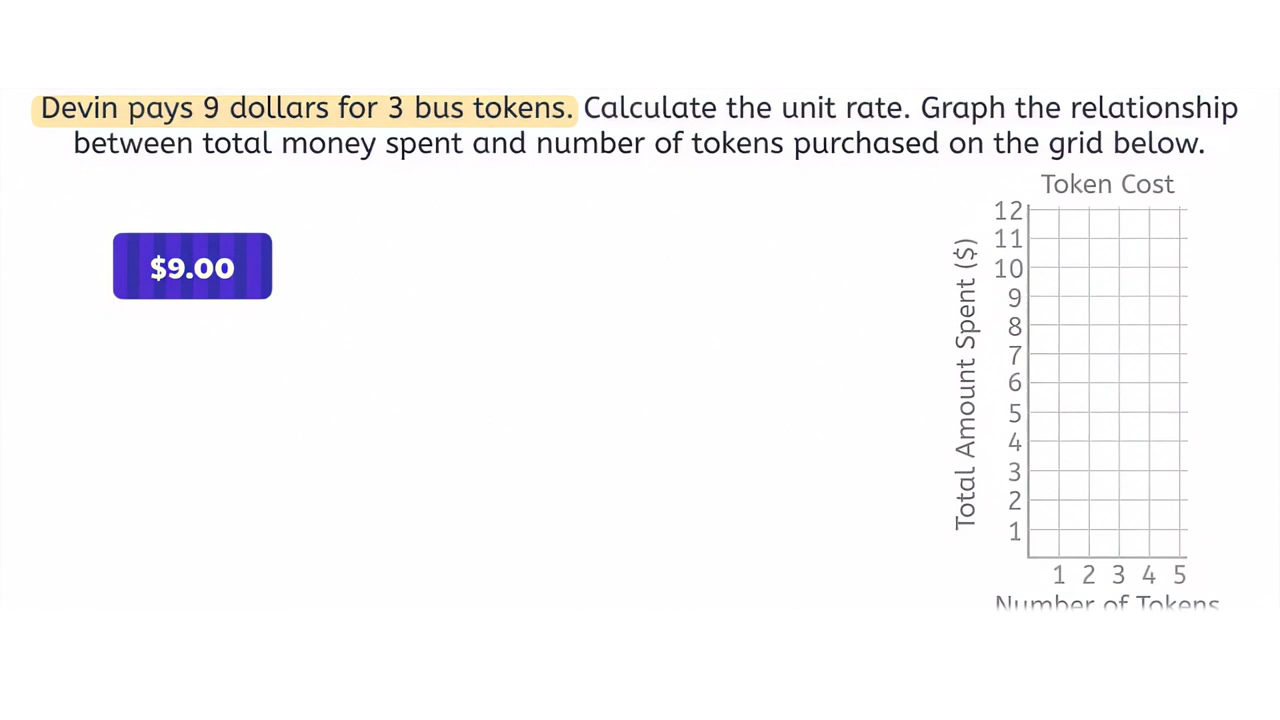 Devin pays 9 dollars for 3 bus tokens. Calculate the unit rate. Graph the relationship
between total money spent and number of tokens purchased on the grid below.
$9.00
Token Cost
Total Amount Spent ($)
12
11
10
9
8
7
6
5
4
3
2
1
1 2 3 4 5
Number of Tokens